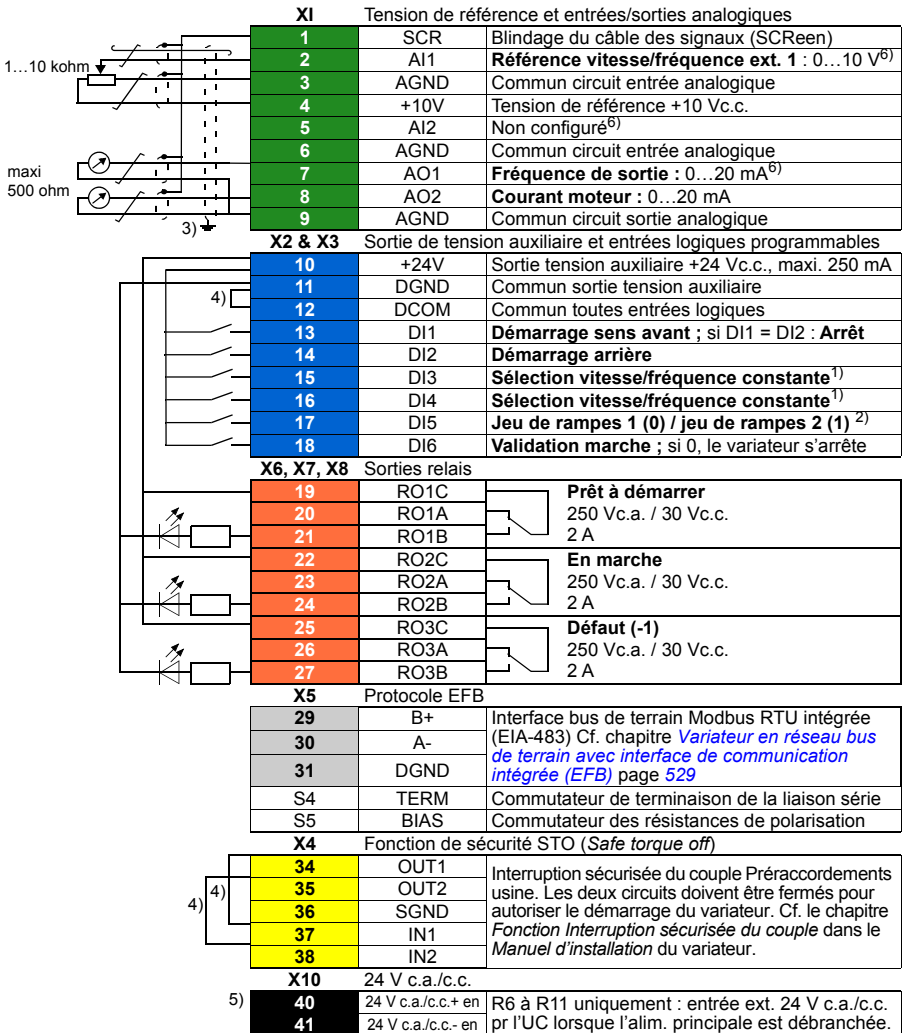 XI Tension de référence et entrées/sorties analogiques
1 SCR Blindage du câble des signaux (SCReen)
1…10 kohm 2 AI1 Référence vitesse/fréquence ext. 1 : 0…10 V6)
3 AGND Commun circuit entrée analogique
4 +10V Tension de référence +10 Vc.c.
5 AI2 Non configuré6)
6 AGND Commun circuit entrée analogique
maxi
500 ohm
7 AO1 Fréquence de sortie : 0…20 mA6)
8 AO2 Courant moteur : 0…20 mA
9 AGND Commun circuit sortie analogique
3)
X2 & X3 Sortie de tension auxiliaire et entrées logiques programmables
10 +24V Sortie tension auxiliaire +24 Vc.c., maxi. 250 mA
11 DGND Commun sortie tension auxiliaire
4)
12 DCOM Commun toutes entrées logiques
13 DI1 Démarrage sens avant ; si DI1 = DI2 : Arrêt
14 DI2 Démarrage arrière
15 DI3 Sélection vitesse/fréquence constante1)
16 DI4 Sélection vitesse/fréquence constante1)
17 DI5 Jeu de rampes 1 (0) / jeu de rampes 2 (1) 2)
18 DI6 Validation marche ; si 0, le variateur s’arrête
X6, X7, X8 Sorties relais
19 RO1C Prêt à démarrer
20 RO1A 250 Vc.a. / 30 Vc.c.
21 RO1B 2 A
22 RO2C En marche
23 RO2A 250 Vc.a. / 30 Vc.c.
24 RO2B 2 A
25 RO3C Défaut (-1)
26 RO3A 250 Vc.a. / 30 Vc.c.
27 RO3B 2 A
X5 Protocole EFB
29 B+
30 A-
31 DGND
Interface bus de terrain Modbus RTU intégrée
(EIA-483) Cf. chapitre Variateur en réseau bus
de terrain avec interface de communication
intégrée (EFB) page 529
S4 TERM Commutateur de terminaison de la liaison série
S5 BIAS Commutateur des résistances de polarisation
X4 Fonction de sécurité STO (Safe torque off)
34 OUT1
35 OUT2
36 SGND
37 IN1
38 IN2
4)
4)
Interruption sécurisée du couple Préraccordements
usine. Les deux circuits doivent être fermés pour
autoriser le démarrage du variateur. Cf. le chapitre
Fonction Interruption sécurisée du couple dans le
Manuel d’installation du variateur.
X10 24 V c.a./c.c.
5)
40 24 V c.a./c.c.+ en R6 à R11 uniquement : entrée ext. 24 V c.a./c.c.
41 24 V c.a./c.c.- en pr l’UC lorsque l’alim. principale est débranchée.